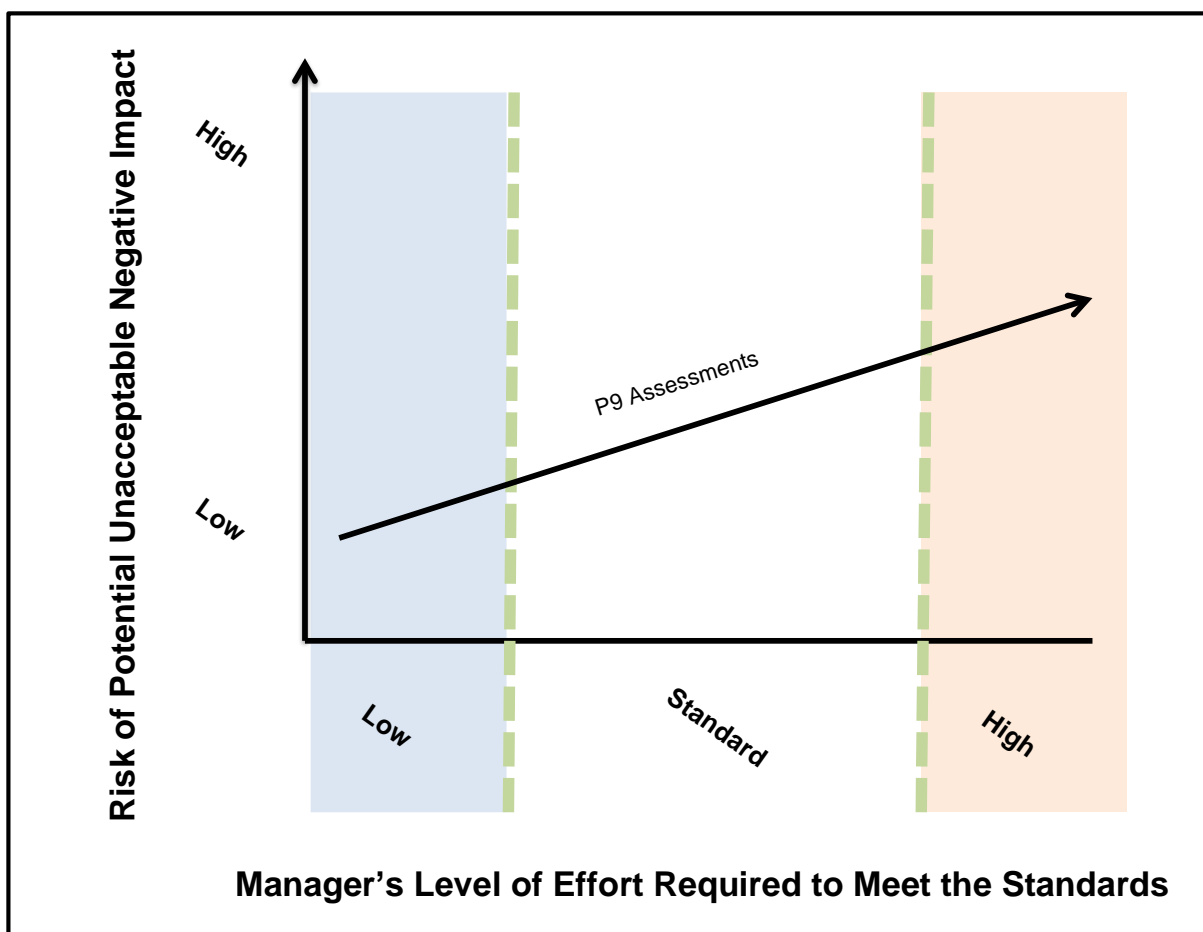 Risk of Potential Unacceptable Negative Impact
High
Low
P9 Assessments
Low
Standard
High
Manager’s Level of Effort Required to Meet the Standards